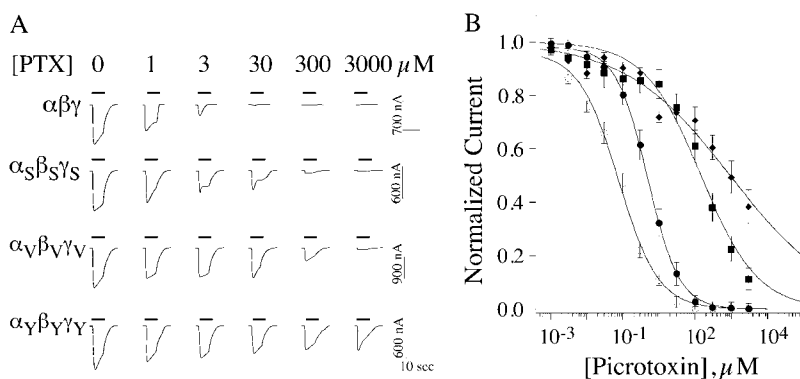 A
[PTX] 0 1 3 30 300 3000 μM
αβγ
700 nA
αSβSγS
600 nA
αVβVγV
900 nA
αYβYγY
600 nA
10 sec
B
Normalized Current
1.0
0.8
0.6
0.4
0.2
0.0
10-3 10-1 102 104
[Picrotoxin], μM